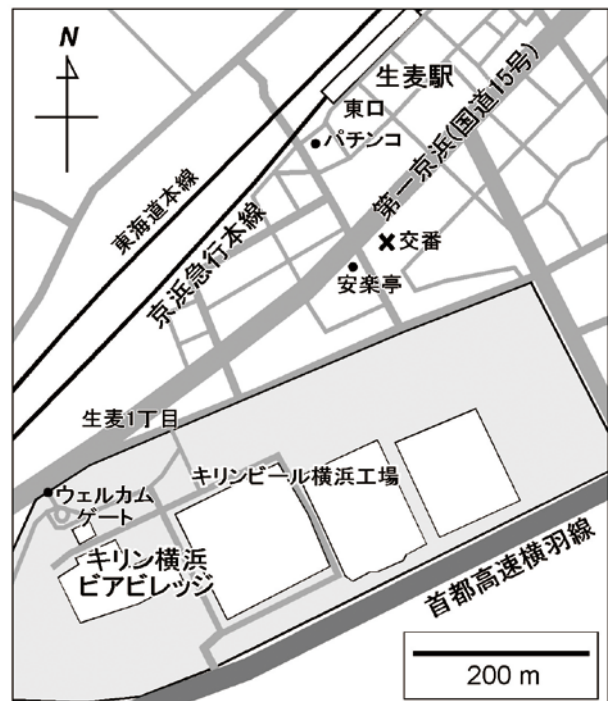 N
生麦駅
東口
パチンコ
第一京浜(国道15号)
東海道本線
京浜急行本線
交番
安楽亭
生麦1丁目
キリンビール横浜工場
ウェルカム
ゲート
キリン横浜
ビアビレッジ
首都高速横羽線
200 m